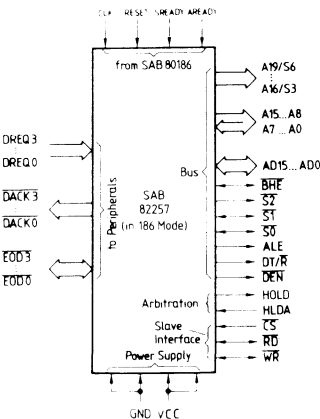 CLK RESET SREADY AREADY
from SAB 80186
A19/S6
A16/S3
A15...A8
A7...A0
DREQ3
DREQ0
Bus
AD15...AD0
BHE
DACK3
DACK0
to Peripherals
SAB
82257
(in 186 Mode)
S2
S1
S0
ALE
EOD3
EOD0
DT/R
DEN
Arbitration
HOLD
HLDA
Slave
Interface
CS
RD
WR
Power Supply
GND VCC